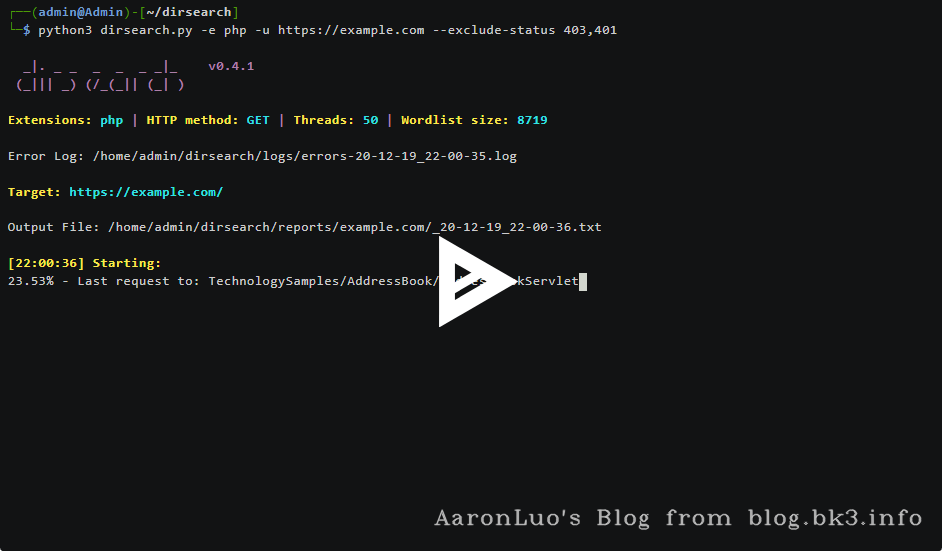 ┌──(admin@Admin)-[~/dirsearch]
└─$ python3 dirsearch.py -e php -u https://example.com --exclude-status 403,401
_|. _ _ _ _ _ _|_ v0.4.1
(_||| _) (/_(_|| (_| )
Extensions: php | HTTP method: GET | Threads: 50 | Wordlist size: 8719
Error Log: /home/admin/dirsearch/logs/errors-20-12-19_22-00-35.log
Target: https://example.com/
Output File: /home/admin/dirsearch/reports/example.com/_20-12-19_22-00-36.txt
[22:00:36] Starting:
23.53% - Last request to: TechnologySamples/AddressBook/
AaronLuo's Blog from blog.bk3.info